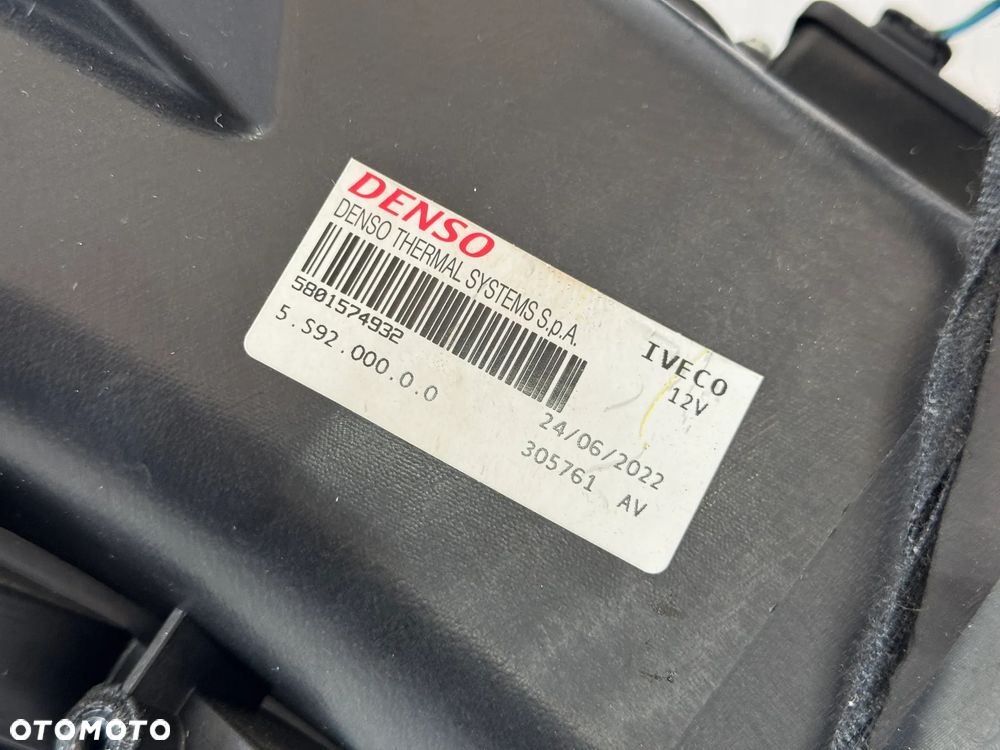 DENSO
DENSO THERMAL SYSTEMS S.p.A.
5801574932
5.S92.000.0.0
IVECO
12V
24/06/2022
305761 AV
OTOMOTO